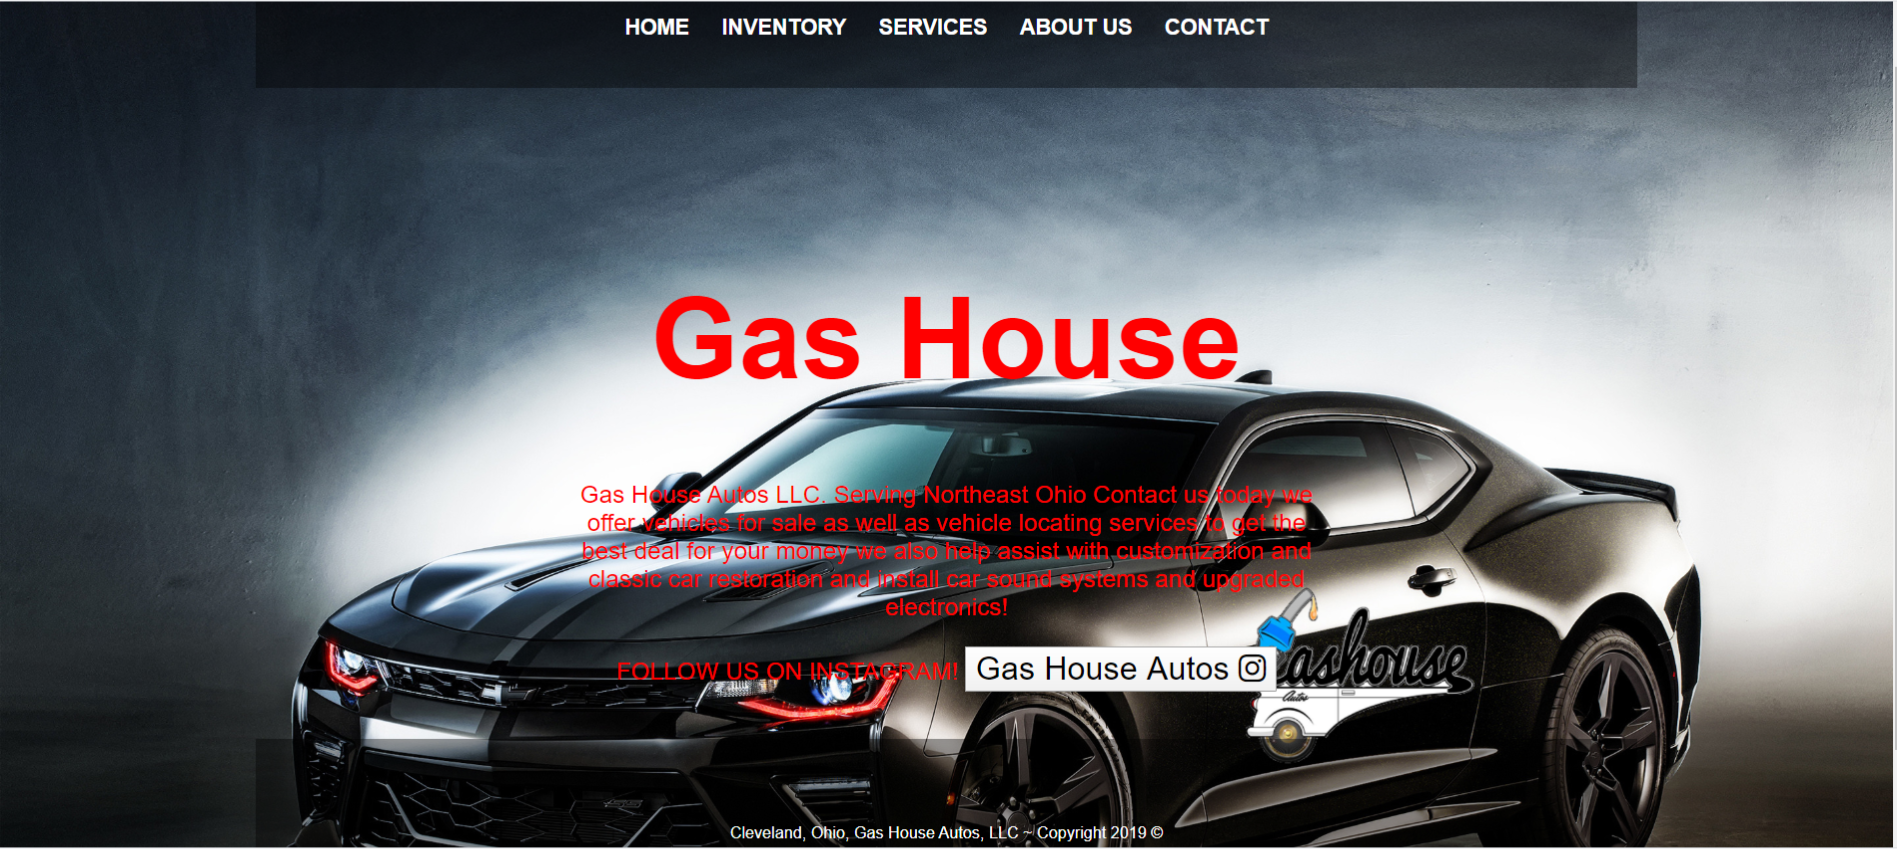 HOME INVENTORY SERVICES ABOUT US CONTACT
Gas House
Gas House Autos LLC. Serving Northeast Ohio Contact us today we
offer vehicles for sale as well as vehicle locating services to get the
best deal for your money we also help assist with customization and
classic car restoration and install car sound systems and upgraded
electronics!
FOLLOW US ON INSTAGRAM! Gas House Autos
ashouse
Autos
SS
Cleveland, Ohio, Gas House Autos, LLC ~ Copyright 2019 ©